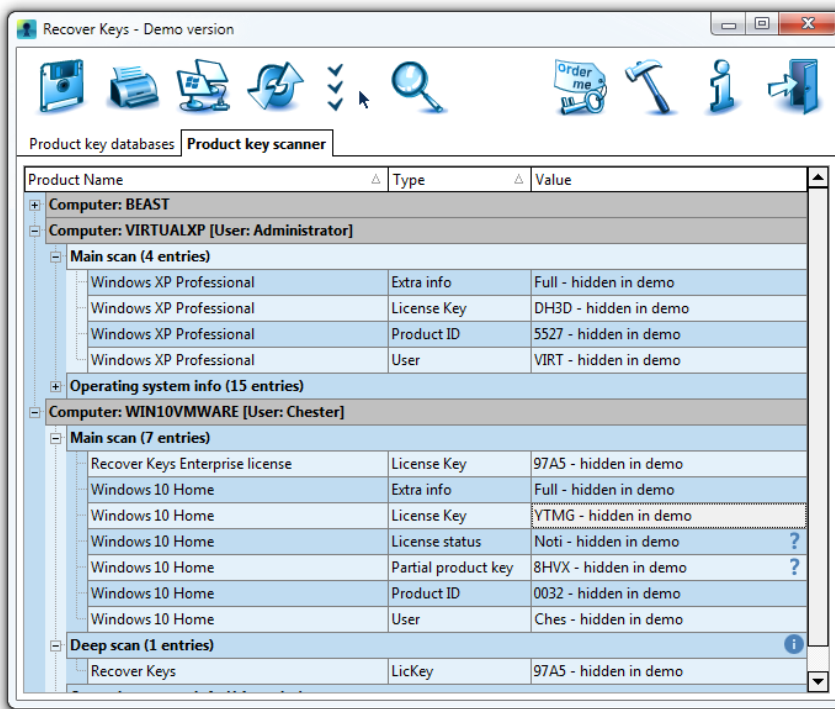 Recover Keys - Demo version
Order me
Product key databases Product key scanner
Product Name Type Value
Computer: BEAST
Computer: VIRTUALXP [User: Administrator]
Main scan (4 entries)
Windows XP Professional Extra info Full - hidden in demo
Windows XP Professional License Key DH3D - hidden in demo
Windows XP Professional Product ID 5527 - hidden in demo
Windows XP Professional User VIRT - hidden in demo
Operating system info (15 entries)
Computer: WIN10VMWARE [User: Chester]
Main scan (7 entries)
Recover Keys Enterprise license License Key 97A5 - hidden in demo
Windows 10 Home Extra info Full - hidden in demo
Windows 10 Home License Key YTMG - hidden in demo
Windows 10 Home License status Noti - hidden in demo ?
Windows 10 Home Partial product key 8HVX - hidden in demo ?
Windows 10 Home Product ID 0032 - hidden in demo
Windows 10 Home User Ches - hidden in demo
Deep scan (1 entries)
Recover Keys LicKey 97A5 - hidden in demo